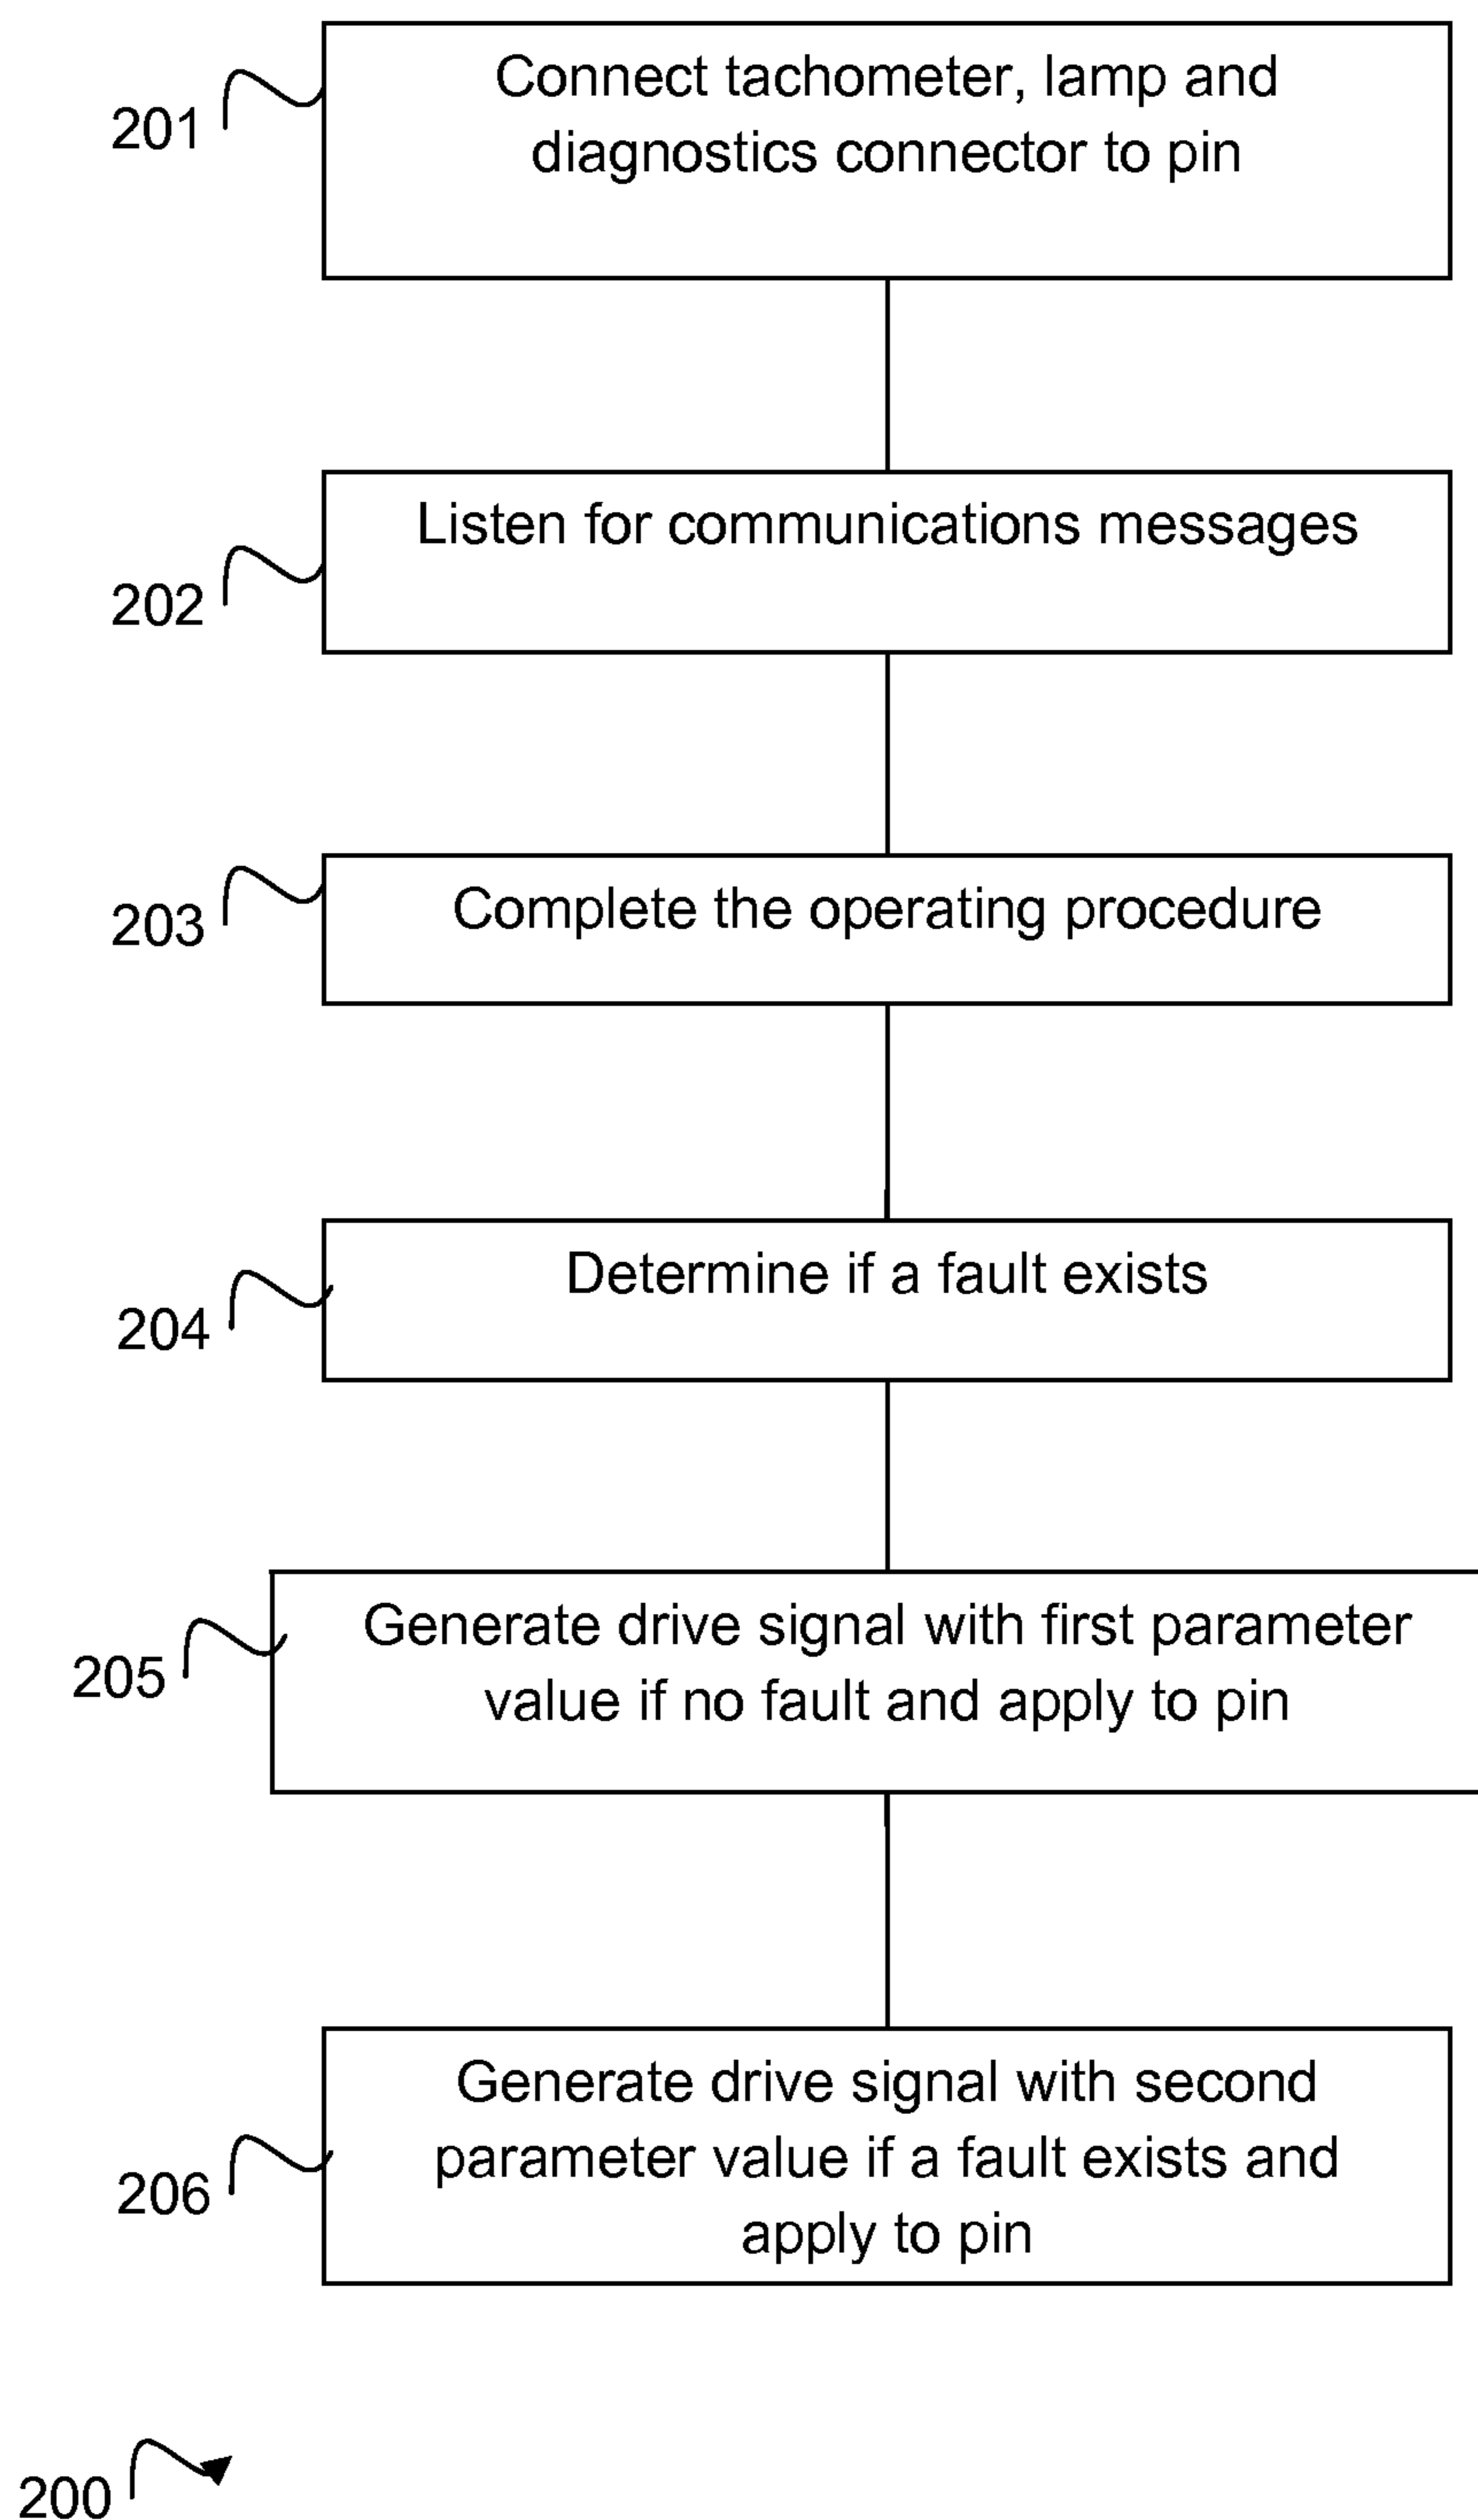 Connect tachometer, lamp and
diagnostics connector to pin
201
Listen for communications messages
202
Complete the operating procedure
203
Determine if a fault exists
204
Generate drive signal with first parameter
value if no fault and apply to pin
205
Generate drive signal with second
parameter value if a fault exists and
apply to pin
206
200